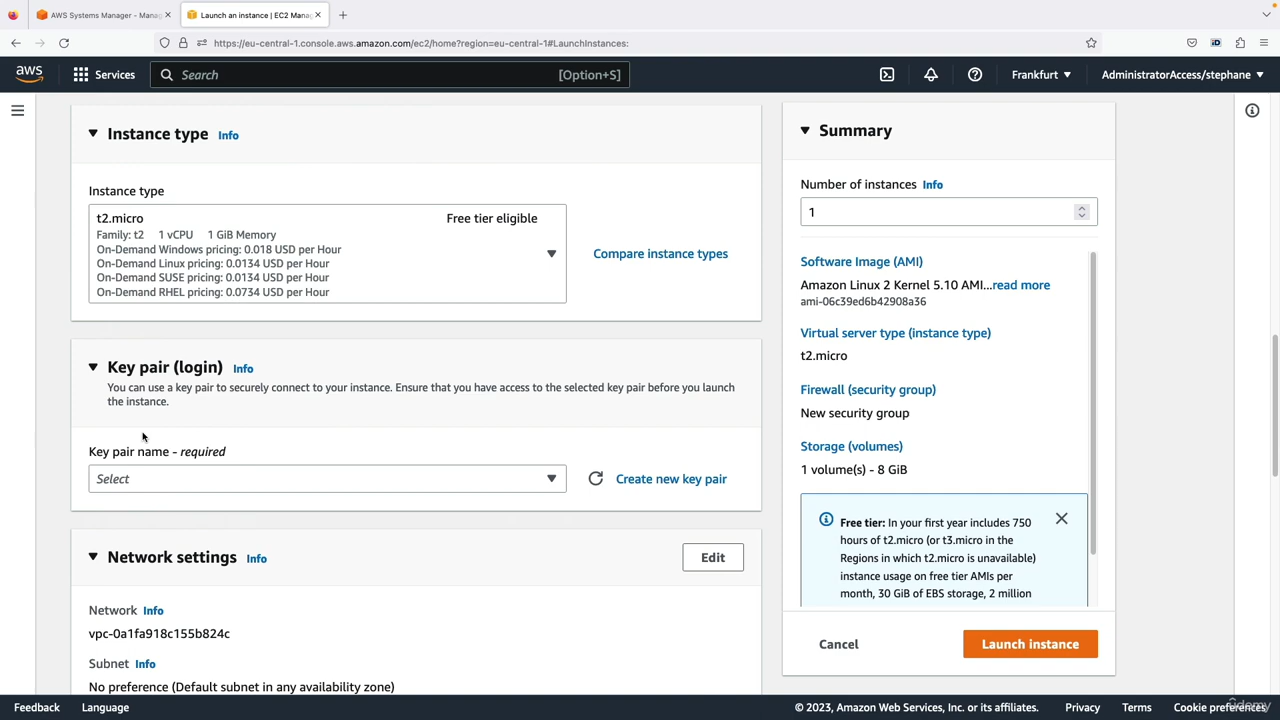 AWS Systems Manager - Manag
Launch an instance | EC2 Manag
https://eu-central-1.console.aws.amazon.com/ec2/home?region=eu-central-1#LaunchInstances:
aws
Services
Search
[Option+S]
Frankfurt
AdministratorAccess/stephane
Instance type Info
Instance type
t2.micro
Free tier eligible
Family: t2 1 vCPU 1 GiB Memory
On-Demand Windows pricing: 0.018 USD per Hour
On-Demand Linux pricing: 0.0134 USD per Hour
On-Demand SUSE pricing: 0.0134 USD per Hour
On-Demand RHEL pricing: 0.0734 USD per Hour
Compare instance types
Key pair (login) Info
You can use a key pair to securely connect to your instance. Ensure that you have access to the selected key pair before you launch
the instance.
Key pair name - required
Select
Create new key pair
Network settings Info
Edit
Network Info
vpc-0a1fa918c155b824c
Subnet Info
No preference (Default subnet in any availability zone)
Summary
Number of instances Info
1
Software Image (AMI)
Amazon Linux 2 Kernel 5.10 AMI...read more
ami-06c39ed6b42908a36
Virtual server type (instance type)
t2.micro
Firewall (security group)
New security group
Storage (volumes)
1 volume(s) - 8 GiB
Free tier: In your first year includes 750
hours of t2.micro (or t3.micro in the
Regions in which t2.micro is unavailable)
instance usage on free tier AMIs per
month, 30 GiB of EBS storage, 2 million
Cancel
Launch instance
Feedback
Language
© 2023, Amazon Web Services, Inc. or its affiliates.
Privacy
Terms
Cookie preferences
udemy